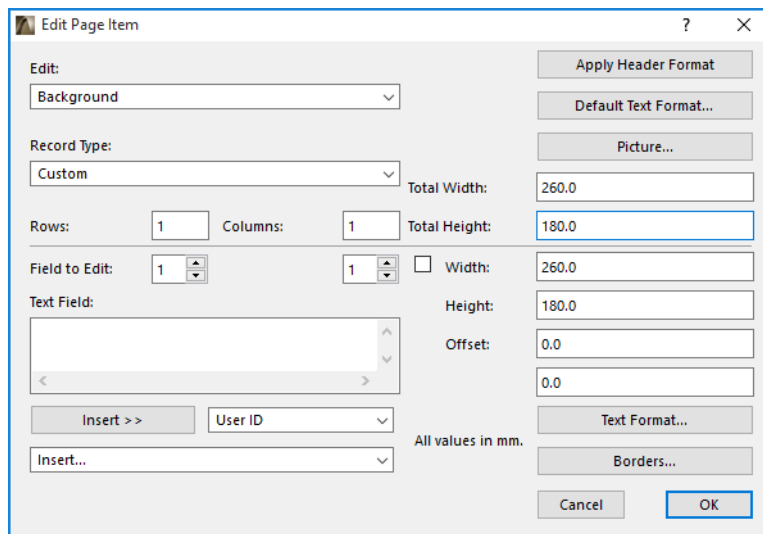 Edit Page Item ?
Edit:
Apply Header Format
Background
Default Text Format...
Record Type:
Picture...
Custom
Total Width: 260.0
Rows: 1 Columns: 1 Total Height: 180.0
Field to Edit: 1 1 Width: 260.0
Text Field:
Height: 180.0
Offset: 0.0
0.0
Insert >> User ID
Text Format...
All values in mm.
Insert...
Borders...
Cancel OK